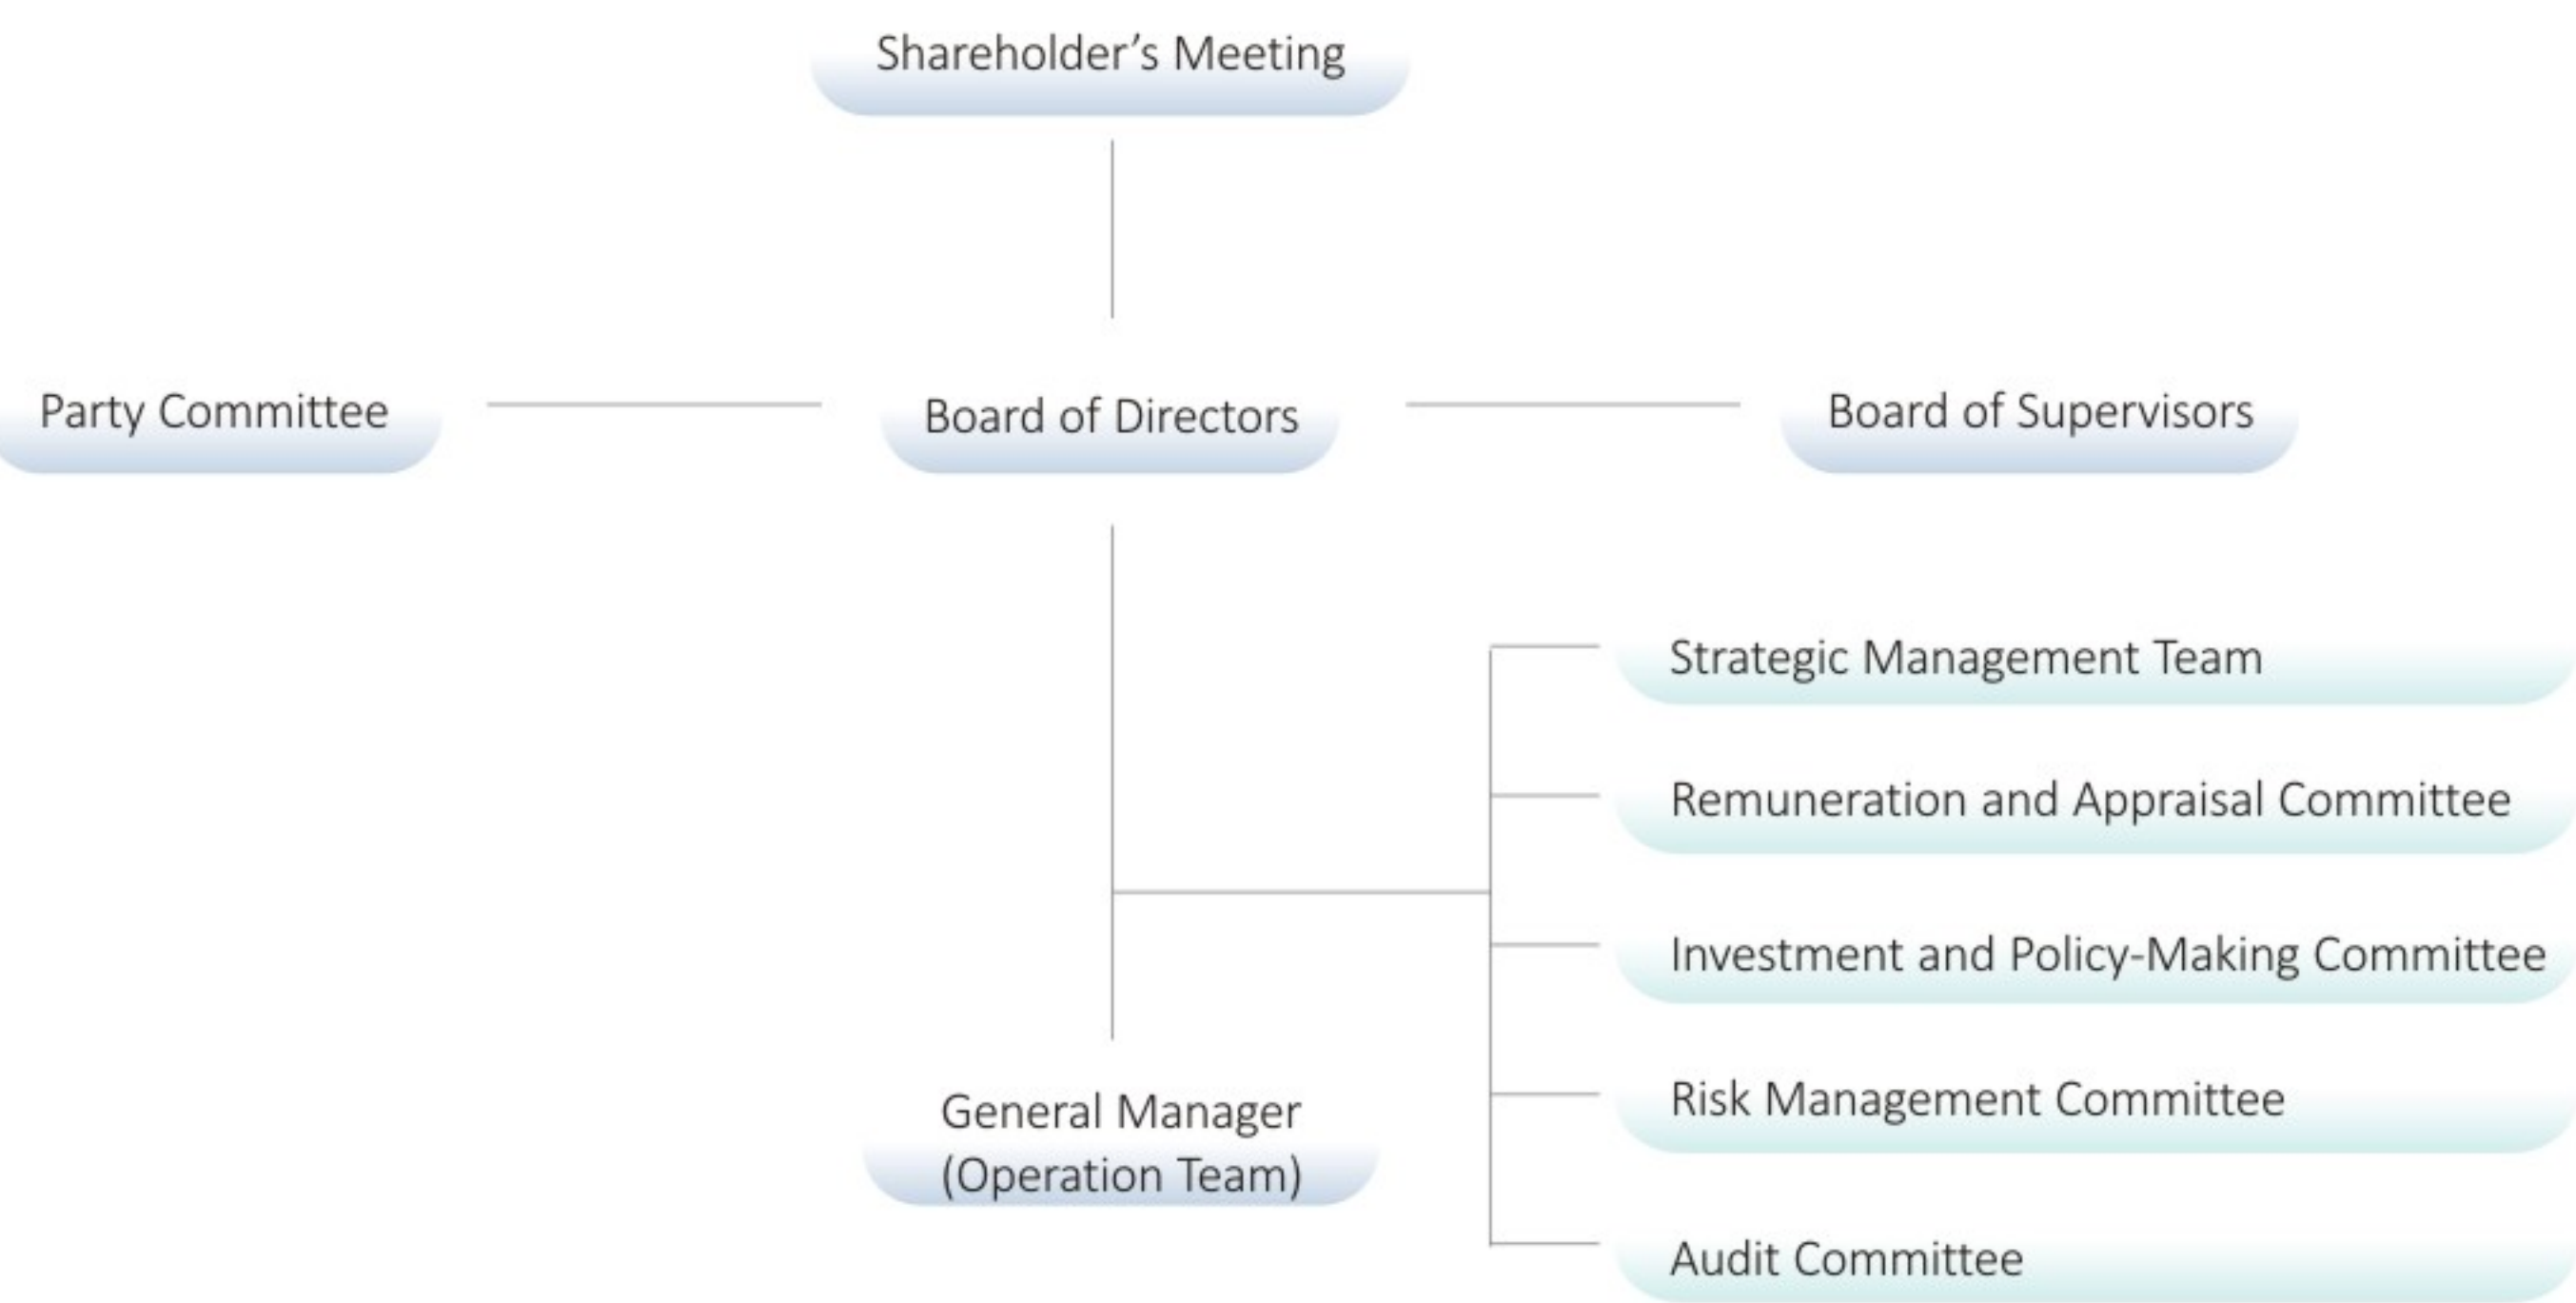 Shareholder’s Meeting
Party Committee
Board of Directors
Board of Supervisors
Strategic Management Team
Remuneration and Appraisal Committee
Investment and Policy-Making Committee
General Manager
(Operation Team)
Risk Management Committee
Audit Committee